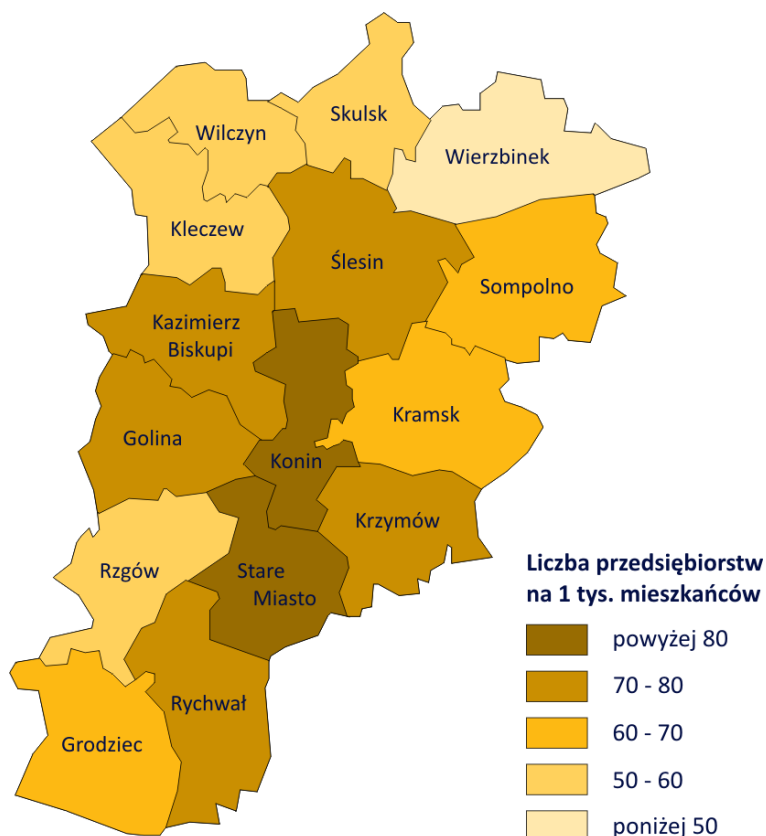 Skulsk
Wilczyn
Wierzbinek
Kleczew
Ślesin
Sompolno
Kazimierz
Biskupi
Kramsk
Golina
Konin
Krzymów
Rzgów
Stare
Miasto
Rychwał
Grodziec
Liczba przedsiębiorstw
na 1 tys. mieszkańców
powyżej 80
70 - 80
60 - 70
50 - 60
poniżej 50